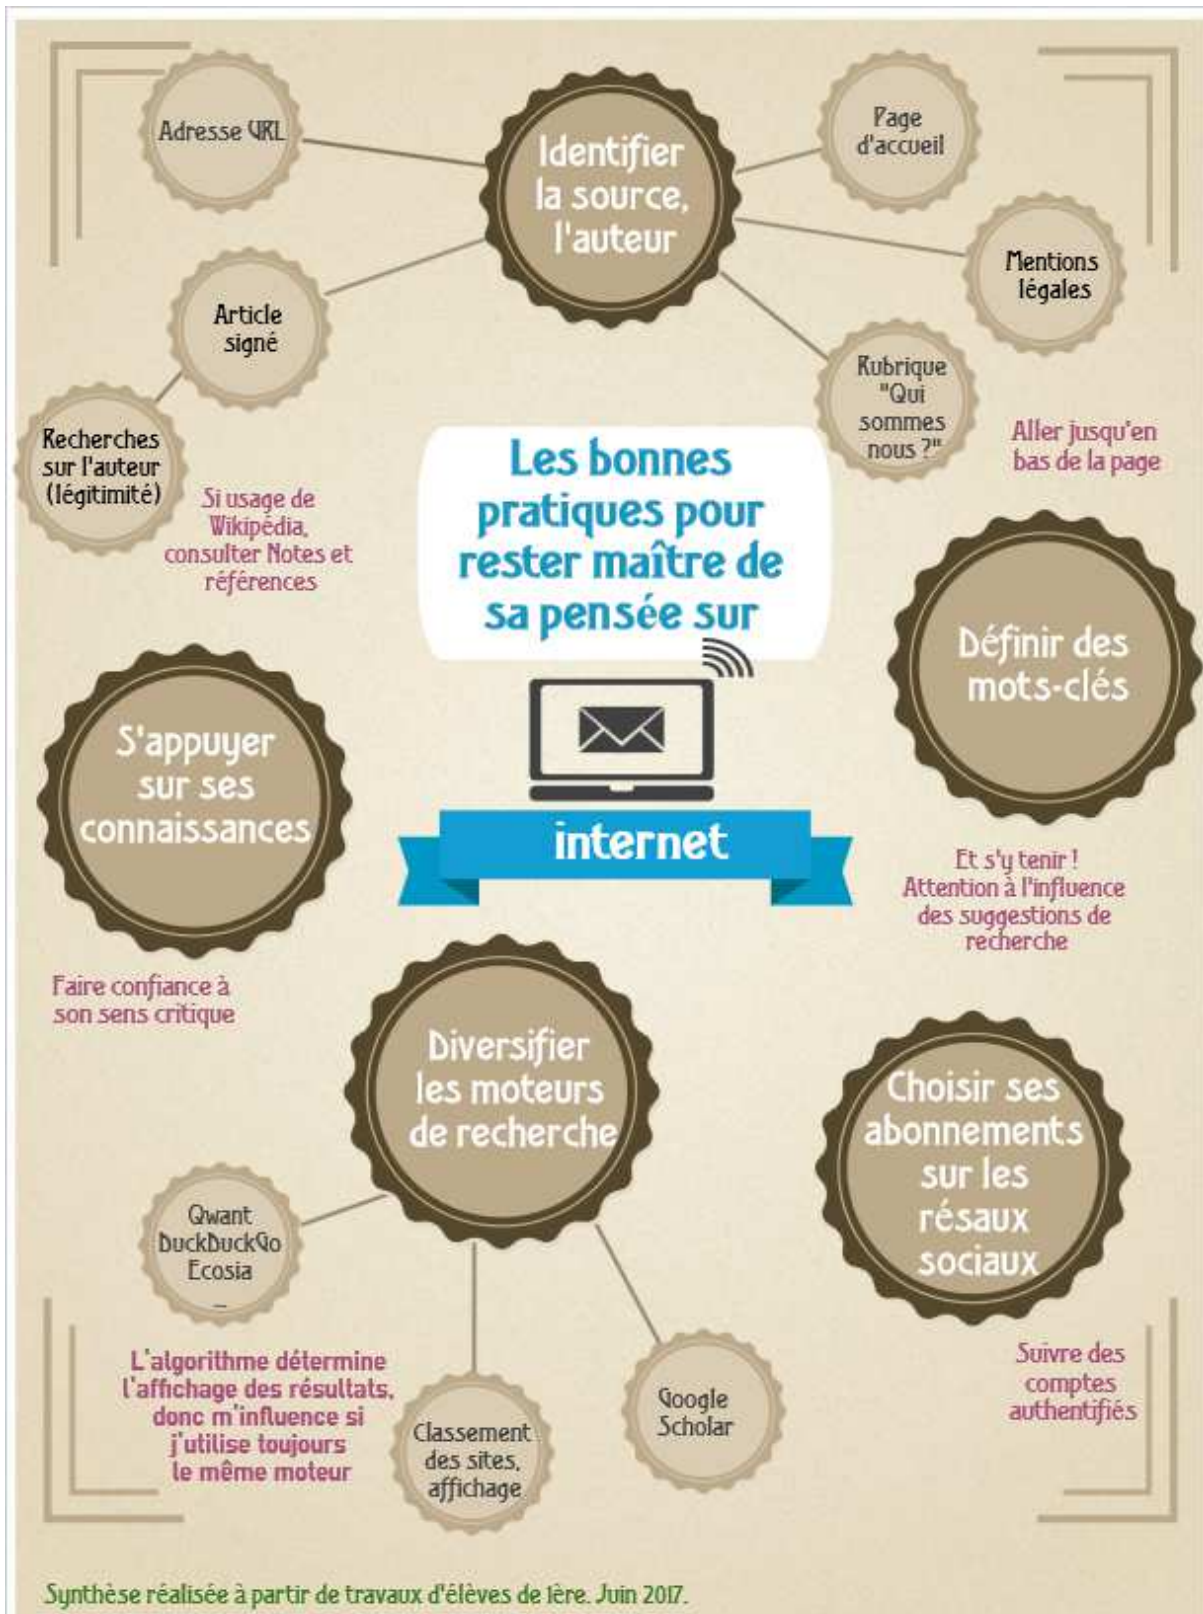 Adresse URL
Identifier
la source,
l'auteur
Page
d'accueil
Mentions
légales
Article
signé
Rubrique
"Qui
sommes
nous ?"
Aller jusqu'en
bas de la page
Recherches
sur l'auteur
(légitimité)
Si usage de
Wikipédia,
consulter Notes et
références
Les bonnes
pratiques pour
rester maître de
sa pensée sur
internet
Définir des
mots-clés
Et s'y tenir !
Attention à l'influence
des suggestions de
recherche
S'appuyer
sur ses
connaissances
Faire confiance à
son sens critique
Diversifier
les moteurs
de recherche
Choisir ses
abonnements
sur les
résaux
sociaux
Suivre des
comptes
authentifiés
Qwant
DuckDuckGo
Ecosia
...
L'algorithme détermine
l'affichage des résultats,
donc m'influence si
j'utilise toujours
le même moteur
Classement
des sites,
affichage
Google
Scholar
Synthèse réalisée à partir de travaux d'élèves de 1ère. Juin 2017.